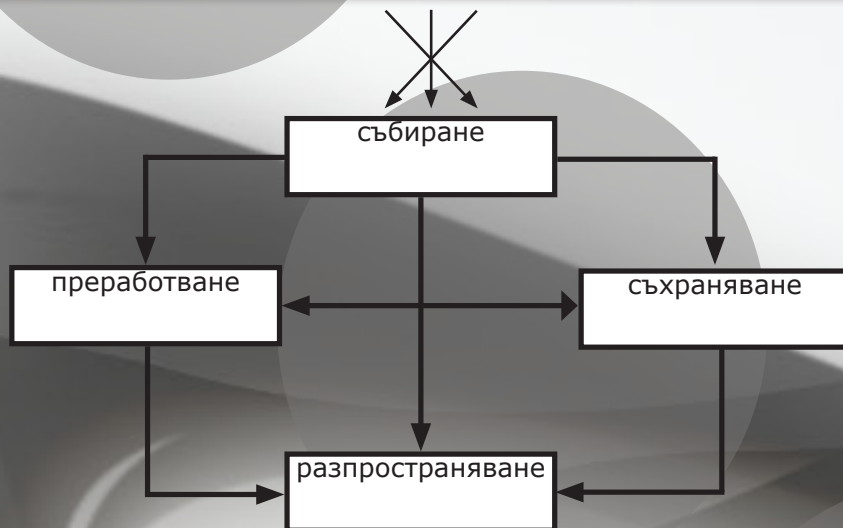 събиране
преработване
съхраняване
разпространяване